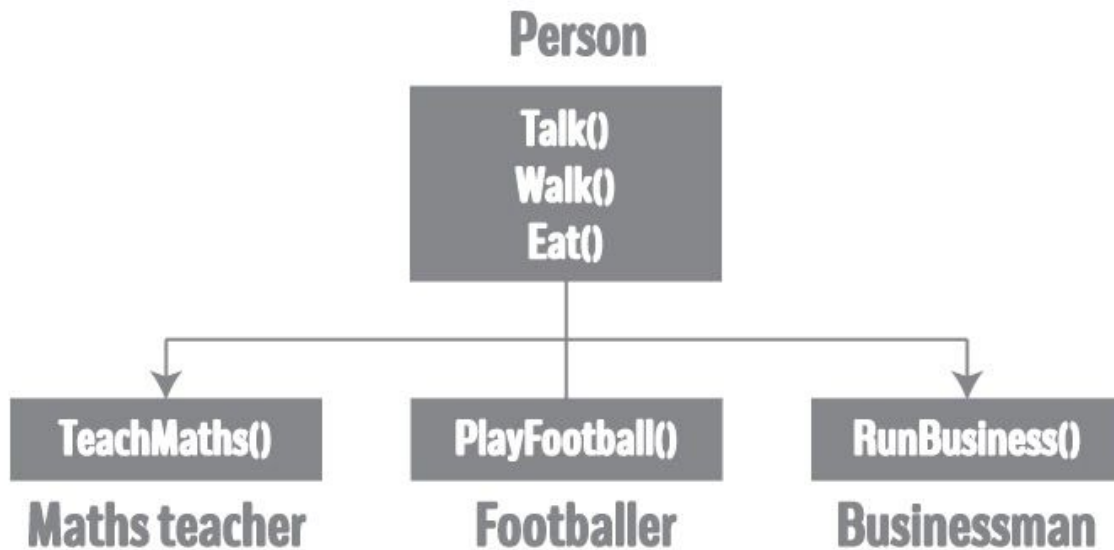 Person
Talk()
Walk()
Eat()
TeachMaths()
PlayFootball()
RunBusiness()
Maths teacher
Footballer
Businessman